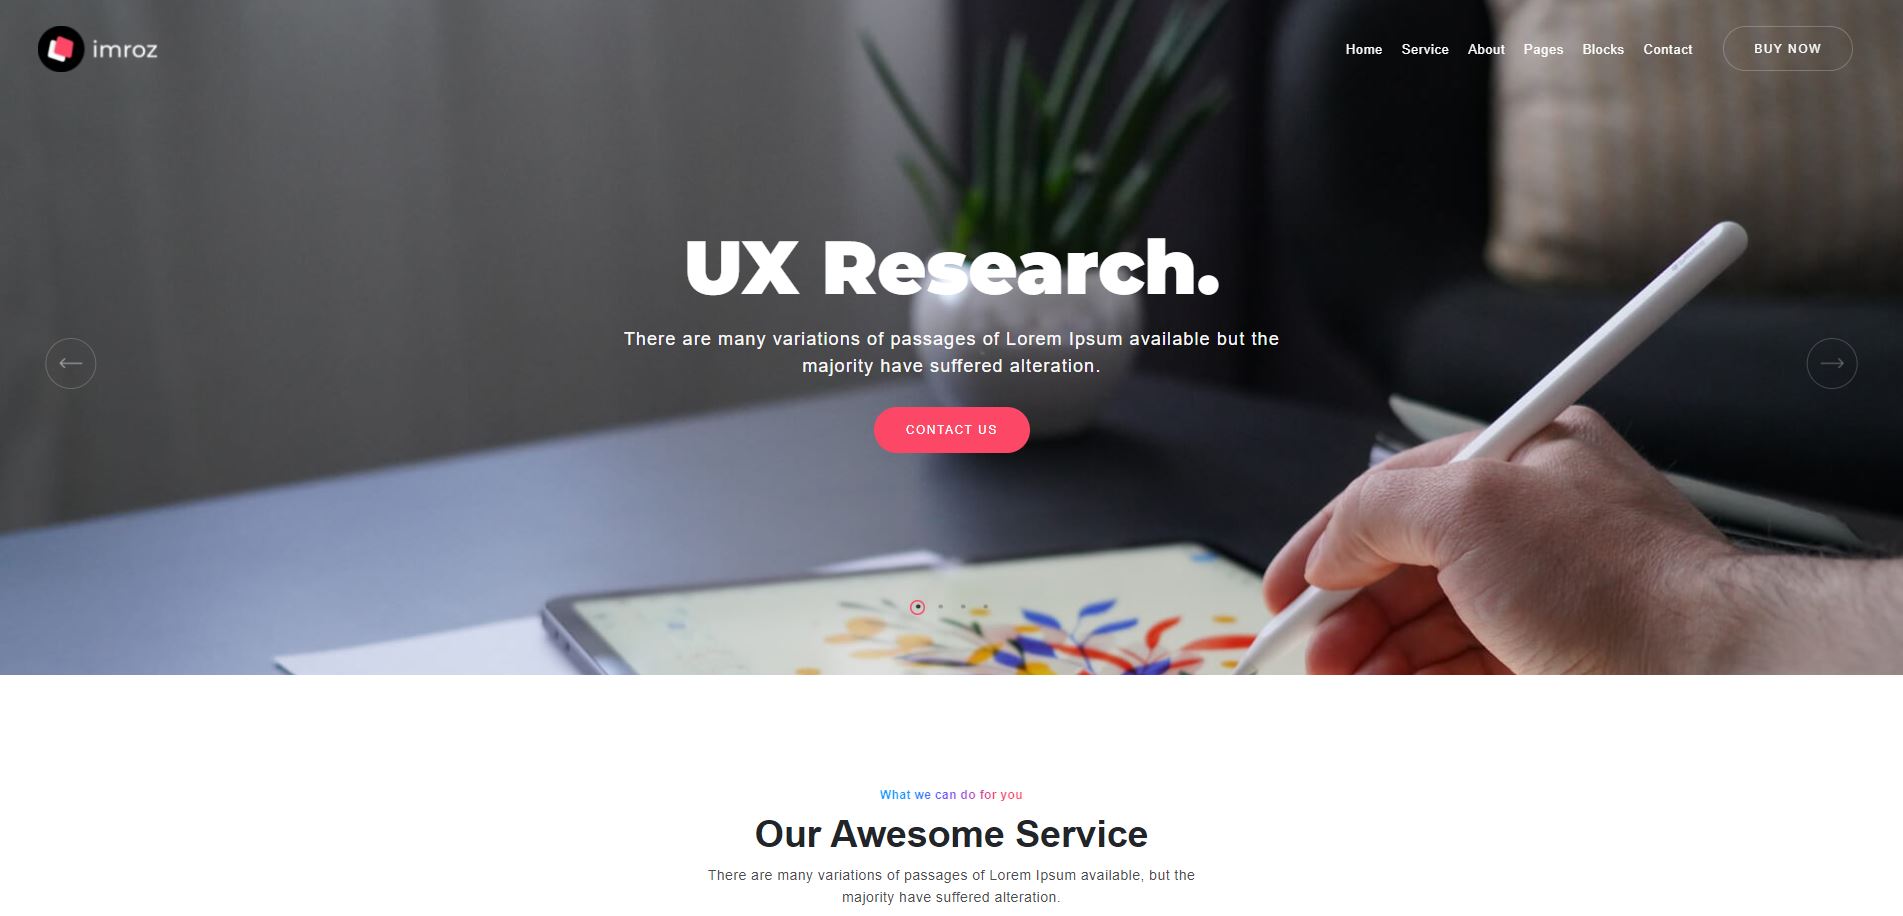 imroz
Home Service About Pages Blocks Contact BUY NOW
UX Research.
There are many variations of passages of Lorem Ipsum available but the
majority have suffered alteration.
CONTACT US
What we can do for you
Our Awesome Service
There are many variations of passages of Lorem Ipsum available, but the
majority have suffered alteration.